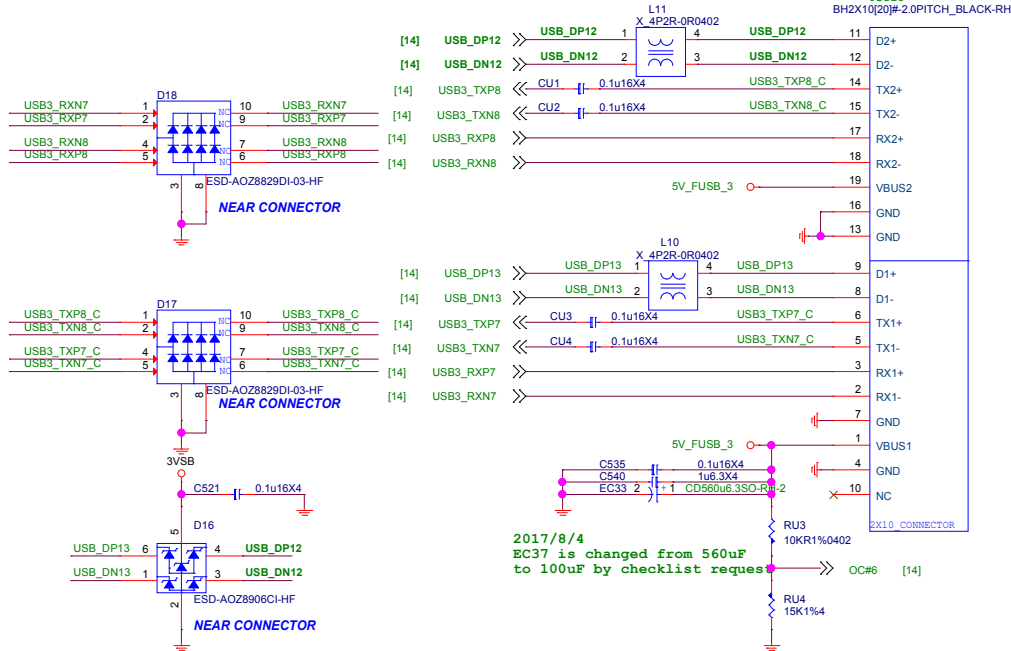 BH2X10[20]#-2.0PITCH_BLACK-RH
L11
X_4P2R-0R0402
[14] USB_DP12 USB_DP12 1 4 USB_DP12 11 D2+
[14] USB_DN12 USB_DN12 2 3 USB_DN12 12 D2-
[14] USB3_TXP8 CU1 0.1u16X4 USB3_TXP8_C 14 TX2+
[14] USB3_TXN8 CU2 0.1u16X4 USB3_TXN8_C 15 TX2-
[14] USB3_RXP8 17 RX2+
[14] USB3_RXN8 18 RX2-
5V_FUSB_3 19 VBUS2
16 GND
13 GND
D18
USB3_RXN7 1 10 USB3_RXN7
NC
USB3_RXP7 2 9 USB3_RXP7
NC
USB3_RXN8 4 7 USB3_RXN8
NC
USB3_RXP8 5 6 USB3_RXP8
NC
3 8
ESD-AOZ8829DI-03-HF
NEAR CONNECTOR
L10
X_4P2R-0R0402
[14] USB_DP13 USB_DP13 1 4 USB_DP13 9 D1+
[14] USB_DN13 USB_DN13 2 3 USB_DN13 8 D1-
[14] USB3_TXP7 CU3 0.1u16X4 USB3_TXP7_C 6 TX1+
[14] USB3_TXN7 CU4 0.1u16X4 USB3_TXN7_C 5 TX1-
[14] USB3_RXP7 3 RX1+
[14] USB3_RXN7 2 RX1-
7 GND
5V_FUSB_3 1 VBUS1
4 GND
10 NC
2X10_CONNECTOR
D17
USB3_TXP8_C 1 10 USB3_TXP8_C
NC
USB3_TXN8_C 2 9 USB3_TXN8_C
NC
USB3_TXP7_C 4 7 USB3_TXP7_C
NC
USB3_TXN7_C 5 6 USB3_TXN7_C
NC
3 8
ESD-AOZ8829DI-03-HF
NEAR CONNECTOR
C535 0.1u16X4
C540 1u6.3X4
EC33 2 + 1 CD560u6.3SO-RH-2
3VSB
C521 0.1u16X4
5 D16
USB_DP13 6 4 USB_DP12
USB_DN13 1 3 USB_DN12
2
ESD-AOZ8906CI-HF
NEAR CONNECTOR
2017/8/4
EC37 is changed from 560uF
to 100uF by checklist request
RU3
10KR1%0402
OC#6 [14]
RU4
15K1%4